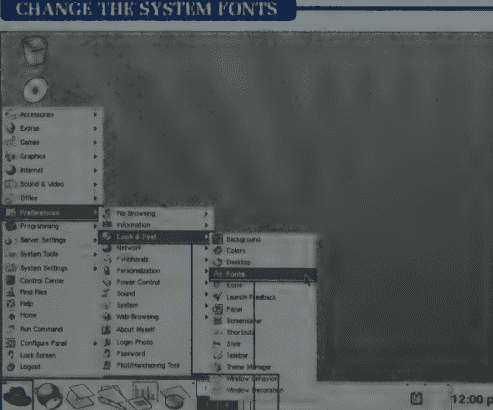 CHANGE THE SYSTEM FONTS
Accessories
Extras
Games
Graphics
Internet
Sound & Video
Office
Preferences
Programming
Server Settings
System Tools
System Settings
Control Center
Find Files
Help
Home
Run Command
Configure Panel
Lock Screen
Logout
File Browsing
Information
Look & Feel
Network
Peripherals
Personalization
Power Control
Sound
System
Web Browsing
About Myself
Login Photo
Password
Pilot/Handspring Tool
Background
Colors
Desktop
Fonts
Icons
Launch Feedback
Panel
Screensaver
Shortcuts
Style
Taskbar
Theme Manager
Window Behavior
Window Decoration
12:00 p